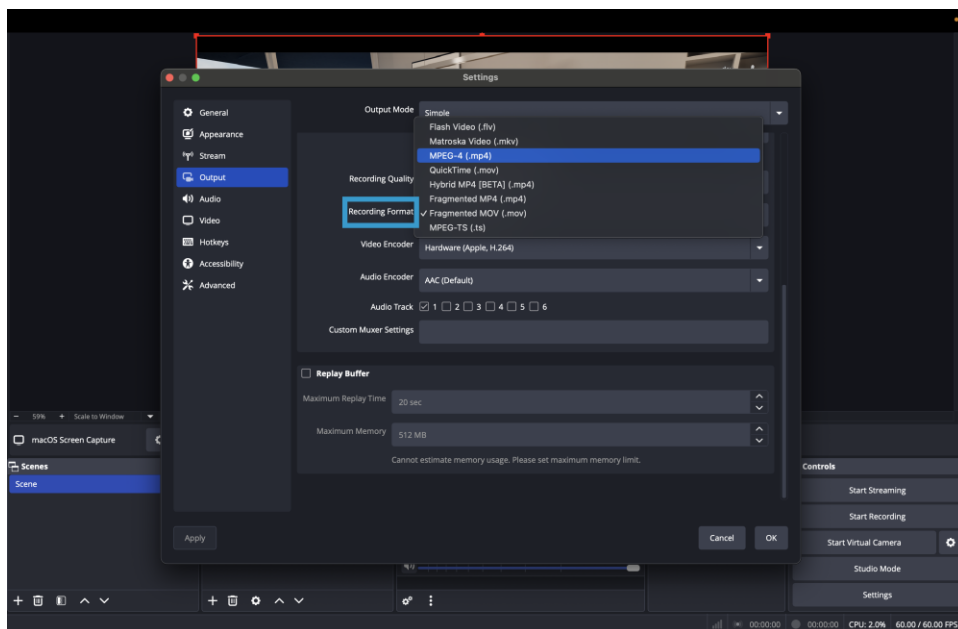 Settings
General
Appearance
Stream
Output
Audio
Video
Hotkeys
Accessibility
Advanced
Output Mode
Simple
Flash Video (.flv)
Matroska Video (.mkv)
MPEG-4 (.mp4)
QuickTime (.mov)
Hybrid MP4 [BETA] (.mp4)
Fragmented MP4 (.mp4)
✓ Fragmented MOV (.mov)
MPEG-TS (.ts)
Recording Quality
Recording Format
Video Encoder
Hardware (Apple, H.264)
Audio Encoder
AAC (Default)
Audio Track
1 2 3 4 5 6
Custom Muxer Settings
Replay Buffer
Maximum Replay Time
20 sec
Maximum Memory
512 MB
Cannot estimate memory usage. Please set maximum memory limit.
Apply
Cancel
OK
59%
Scale to Window
macOS Screen Capture
Scenes
Scene
Controls
Start Streaming
Start Recording
Start Virtual Camera
Studio Mode
Settings
00:00:00
00:00:00
CPU: 2.0%
60.00 / 60.00 FPS